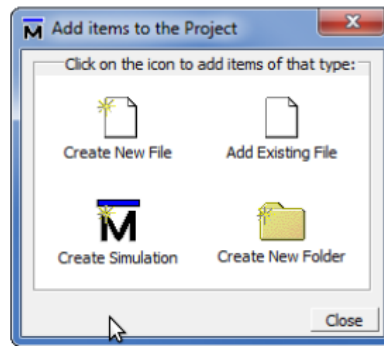 Add items to the Project
Click on the icon to add items of that type:
Create New File Add Existing File
Create Simulation Create New Folder
Close